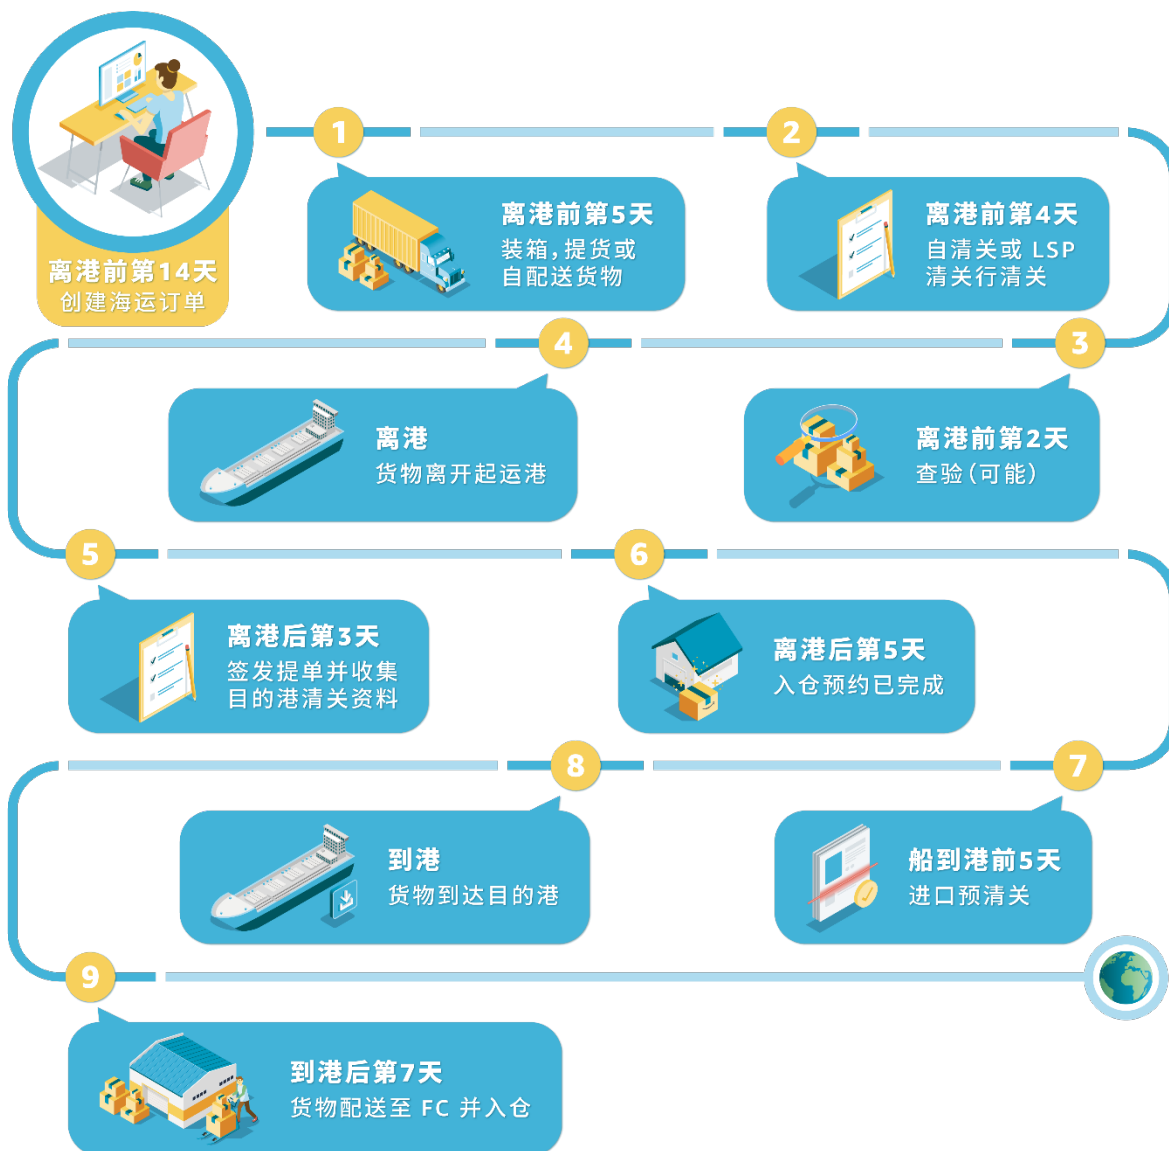 离港前第14天
创建海运订单
1
离港前第5天
装箱,提货或
自配送货物
2
离港前第4天
自清关或 LSP
清关行清关
3
离港前第2天
查验(可能)
4
离港
货物离开起运港
5
离港后第3天
签发提单并收集
目的港清关资料
6
离港后第5天
入仓预约已完成
7
船到港前5天
进口预清关
8
到港
货物到达目的港
9
到港后第7天
货物配送至 FC 并入仓